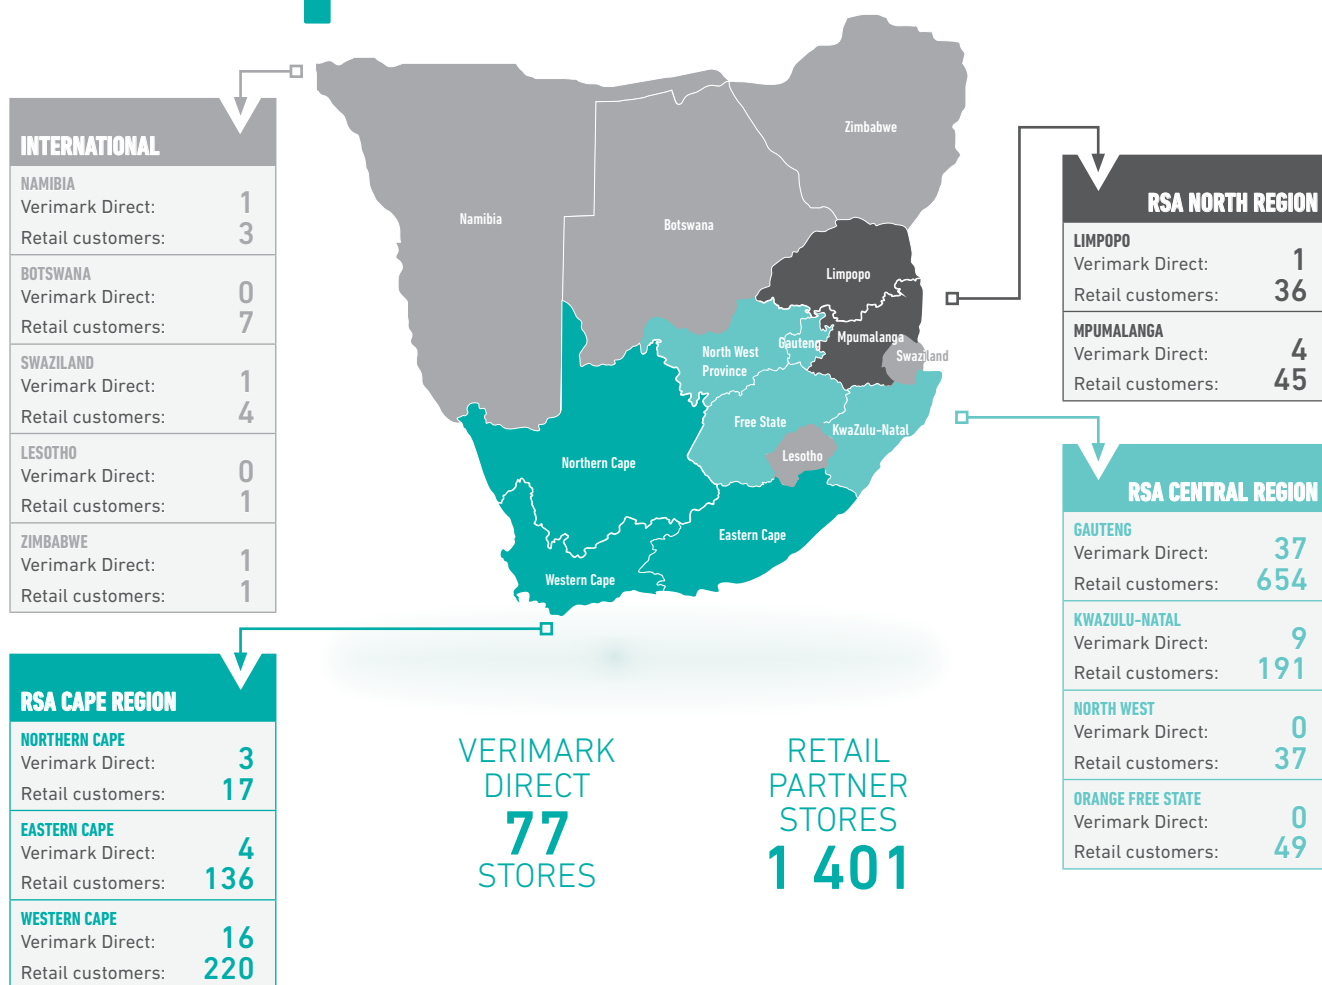 INTERNATIONAL
NAMIBIA
Verimark Direct: 1
Retail customers: 3
BOTSWANA
Verimark Direct: 0
Retail customers: 7
SWAZILAND
Verimark Direct: 1
Retail customers: 4
LESOTHO
Verimark Direct: 0
Retail customers: 1
ZIMBABWE
Verimark Direct: 1
Retail customers: 1
RSA CAPE REGION
NORTHERN CAPE
Verimark Direct: 3
Retail customers: 17
EASTERN CAPE
Verimark Direct: 4
Retail customers: 136
WESTERN CAPE
Verimark Direct: 16
Retail customers: 220
Zimbabwe
Namibia
Botswana
Limpopo
Mpumalanga
Gauteng
North West
Province
Swaziland
Free State
KwaZulu-Natal
Lesotho
Northern Cape
Eastern Cape
Western Cape
VERIMARK
DIRECT
77
STORES
RETAIL
PARTNER
STORES
1 401
RSA NORTH REGION
LIMPOPO
Verimark Direct: 1
Retail customers: 36
MPUMALANGA
Verimark Direct: 4
Retail customers: 45
RSA CENTRAL REGION
GAUTENG
Verimark Direct: 37
Retail customers: 654
KWAZULU-NATAL
Verimark Direct: 9
Retail customers: 191
NORTH WEST
Verimark Direct: 0
Retail customers: 37
ORANGE FREE STATE
Verimark Direct: 0
Retail customers: 49